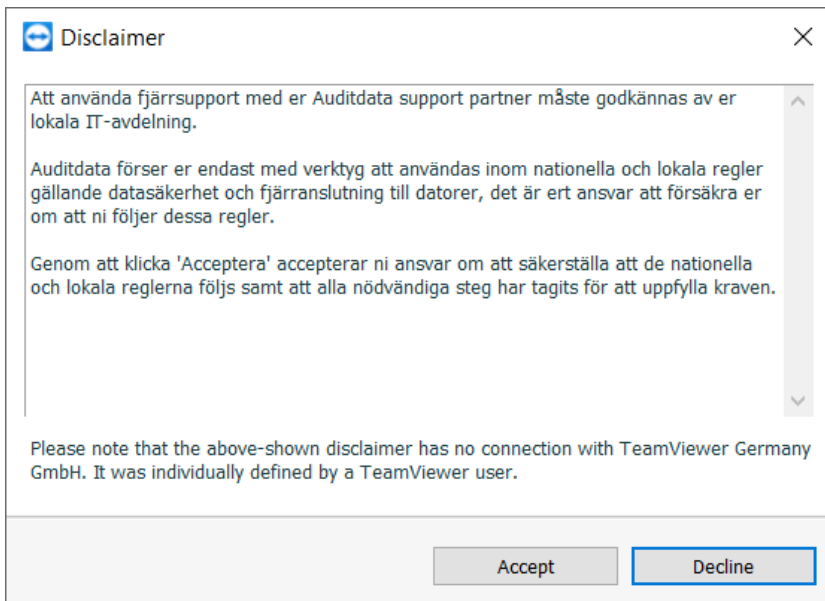 Disclaimer
Att använda fjärrsupport med er Auditdata support partner måste godkännas av er
lokala IT-avdelning.
Auditdata förser er endast med verktyg att användas inom nationella och lokala regler
gällande datasäkerhet och fjärranslutning till datorer, det är ert ansvar att försäkra er
om att ni följer dessa regler.
Genom att klicka 'Acceptera' accepterar ni ansvar om att säkerställa att de nationella
och lokala reglerna följs samt att alla nödvändiga steg har tagits för att uppfylla kraven.
Please note that the above-shown disclaimer has no connection with TeamViewer Germany
GmbH. It was individually defined by a TeamViewer user.
Accept
Decline